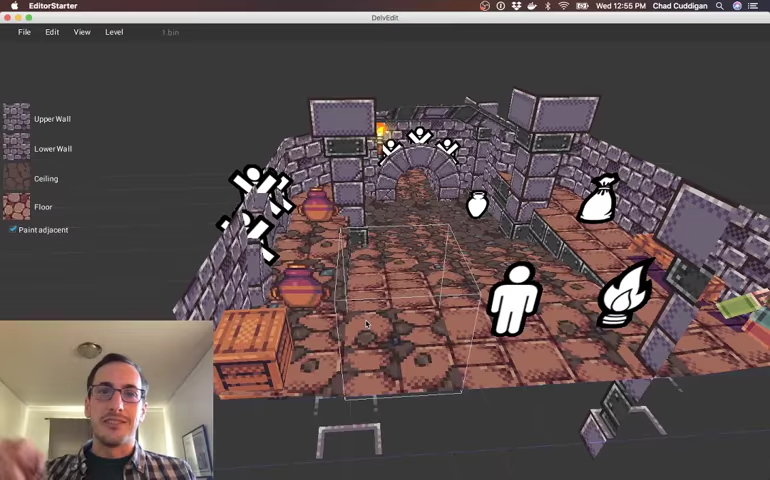 EditorStarter
Wed 12:55 PM
Chad Cuddigan
DelvEdit
File
Edit
View
Level
1.bin
Upper Wall
Lower Wall
Ceiling
Floor
Paint adjacent